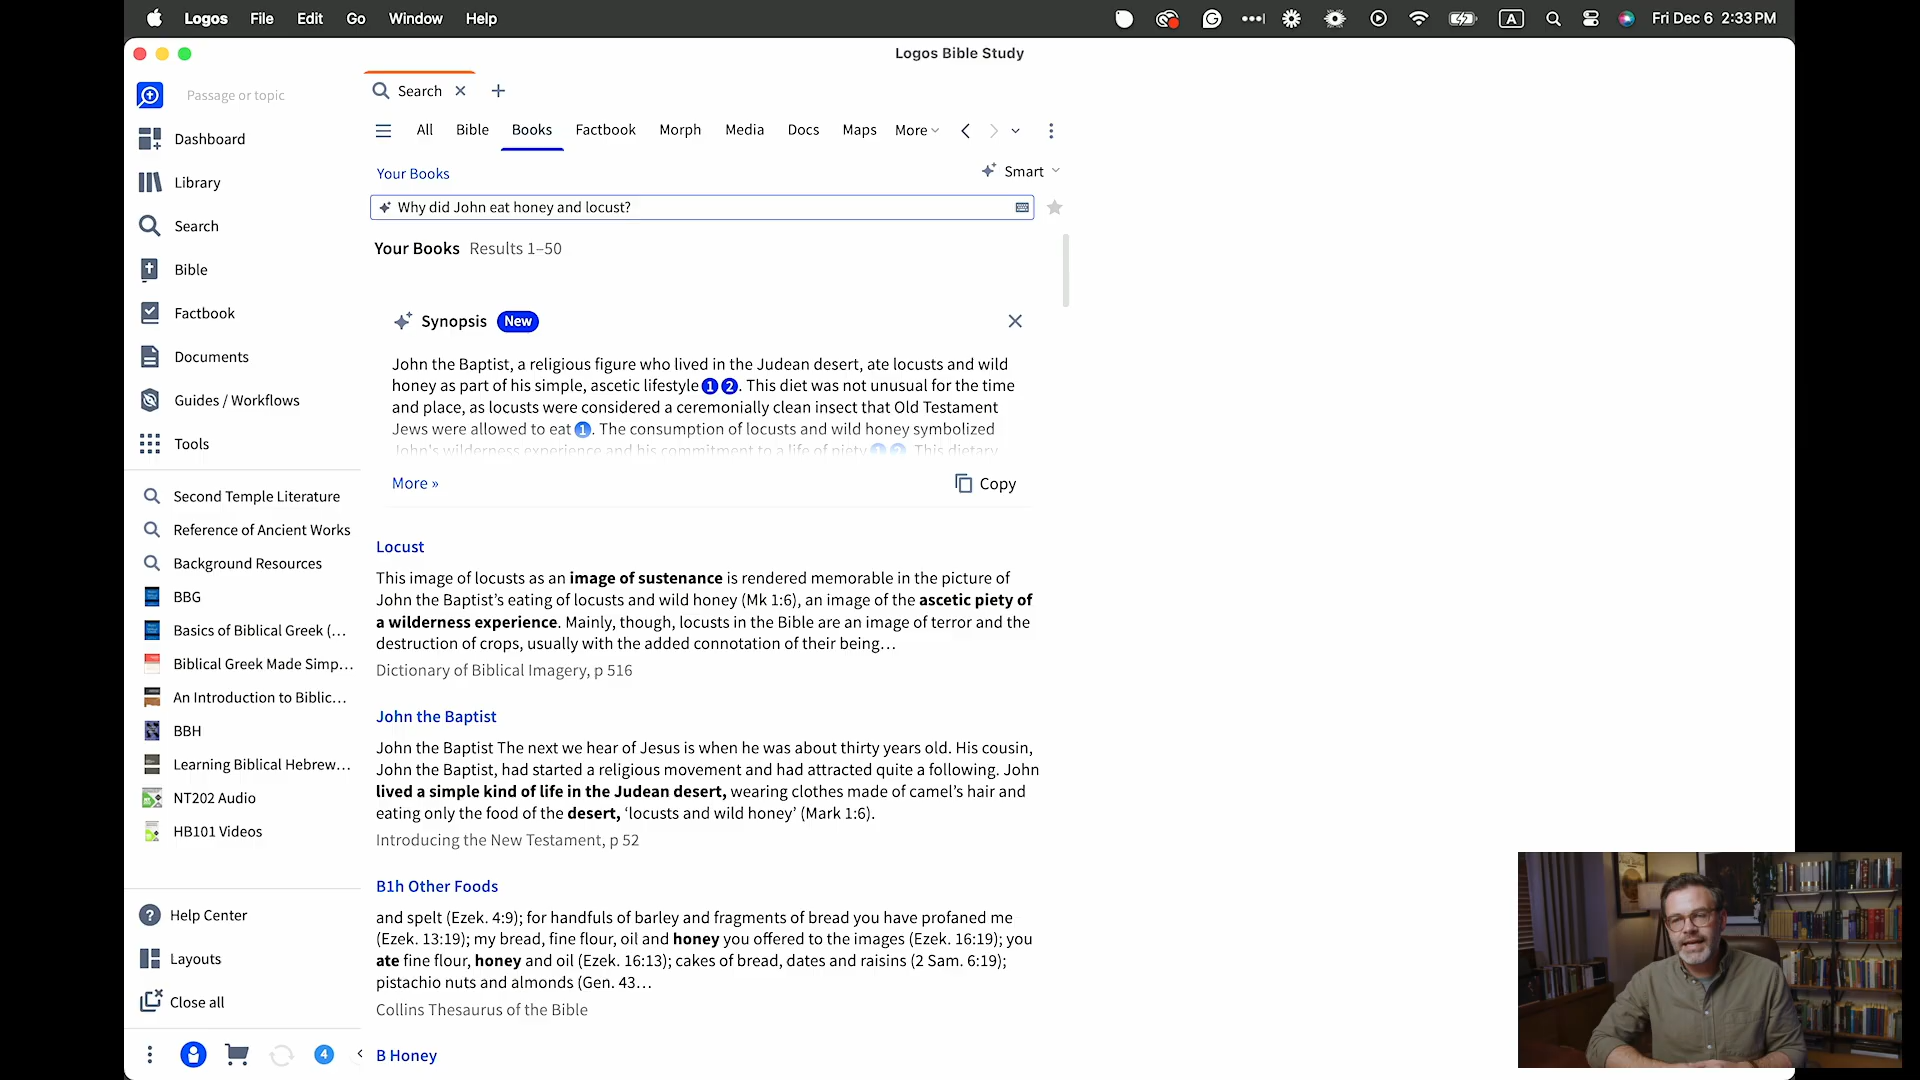 Logos File Edit Go Window Help
A Fri Dec 6 2:33 PM
Logos Bible Study
Passage or topic
Dashboard
Library
Search
Bible
Factbook
Documents
Guides / Workflows
Tools
Second Temple Literature
Reference of Ancient Works
Background Resources
BBG
Basics of Biblical Greek (…
Biblical Greek Made Simp…
An Introduction to Biblic…
BBH
Learning Biblical Hebrew…
NT202 Audio
HB101 Videos
Help Center
Layouts
Close all
4
Search
All Bible Books Factbook Morph Media Docs Maps More
Your Books
Smart
Why did John eat honey and locust?
Your Books Results 1–50
Synopsis New
John the Baptist, a religious figure who lived in the Judean desert, ate locusts and wild
honey as part of his simple, ascetic lifestyle 1 2. This diet was not unusual for the time
and place, as locusts were considered a ceremonially clean insect that Old Testament
Jews were allowed to eat 1. The consumption of locusts and wild honey symbolized
John's wilderness experience and his commitment to a life of piety 1 2. This dietary
More »
Copy
Locust
This image of locusts as an image of sustenance is rendered memorable in the picture of
John the Baptist’s eating of locusts and wild honey (Mk 1:6), an image of the ascetic piety of
a wilderness experience. Mainly, though, locusts in the Bible are an image of terror and the
destruction of crops, usually with the added connotation of their being…
Dictionary of Biblical Imagery, p 516
John the Baptist
John the Baptist The next we hear of Jesus is when he was about thirty years old. His cousin,
John the Baptist, had started a religious movement and had attracted quite a following. John
lived a simple kind of life in the Judean desert, wearing clothes made of camel’s hair and
eating only the food of the desert, ‘locusts and wild honey’ (Mark 1:6).
Introducing the New Testament, p 52
B1h Other Foods
and spelt (Ezek. 4:9); for handfuls of barley and fragments of bread you have profaned me
(Ezek. 13:19); my bread, fine flour, oil and honey you offered to the images (Ezek. 16:19); you
ate fine flour, honey and oil (Ezek. 16:13); cakes of bread, dates and raisins (2 Sam. 6:19);
pistachio nuts and almonds (Gen. 43…
Collins Thesaurus of the Bible
B Honey